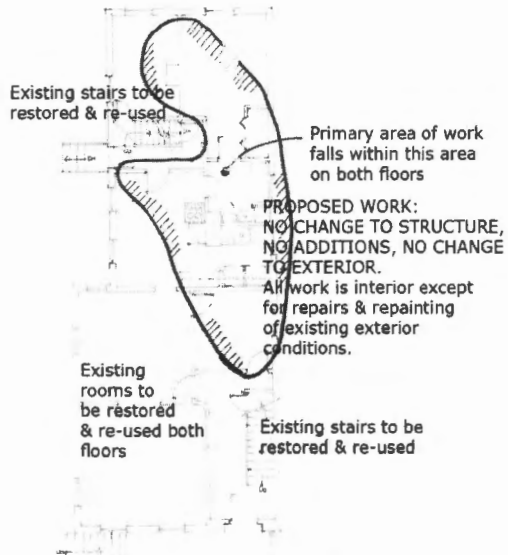 Existing stairs to be
restored & re-used
Primary area of work
falls within this area
on both floors
PROPOSED WORK:
NO CHANGE TO STRUCTURE,
NO ADDITIONS, NO CHANGE
TO EXTERIOR.
All work is interior except
for repairs & repainting
of existing exterior
conditions.
Existing
rooms to
be restored
& re-used both
floors
Existing stairs to be
restored & re-used